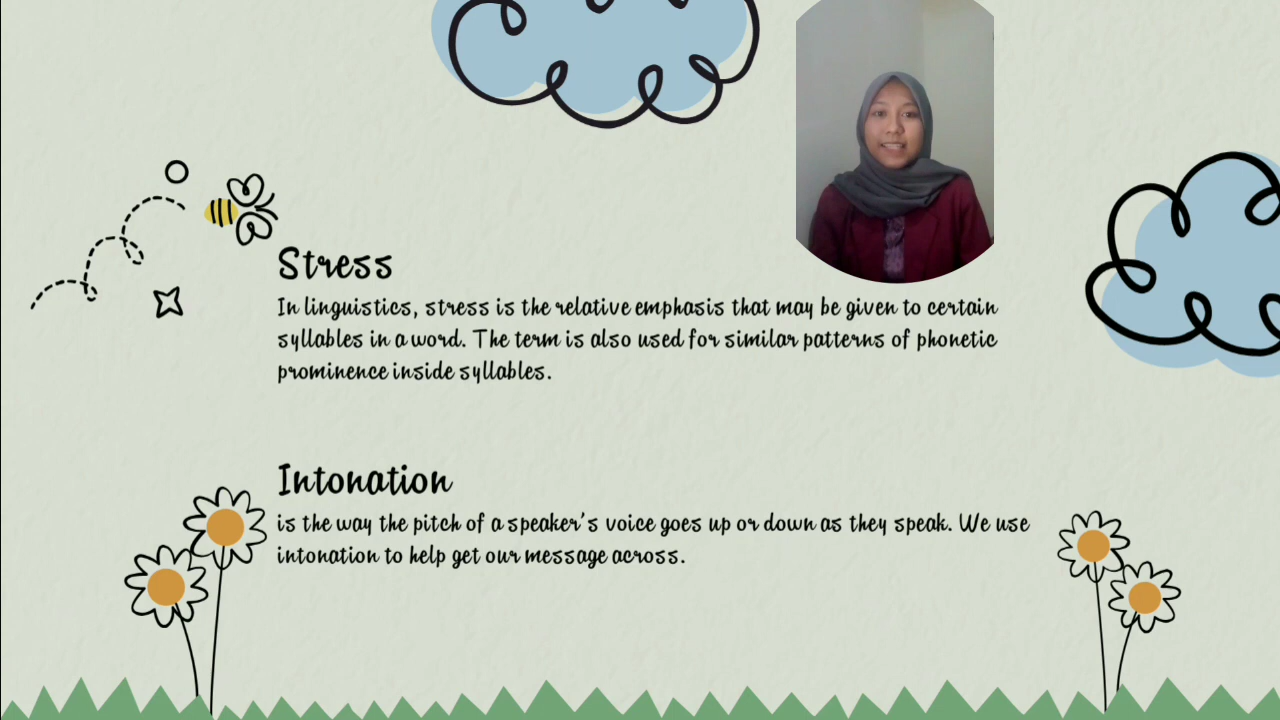 Stress
In linguistics, stress is the relative emphasis that may be given to certain
syllables in a word. The term is also used for similar patterns of phonetic
prominence inside syllables.
Intonation
is the way the pitch of a speaker's voice goes up or down as they speak. We use
intonation to help get our message across.